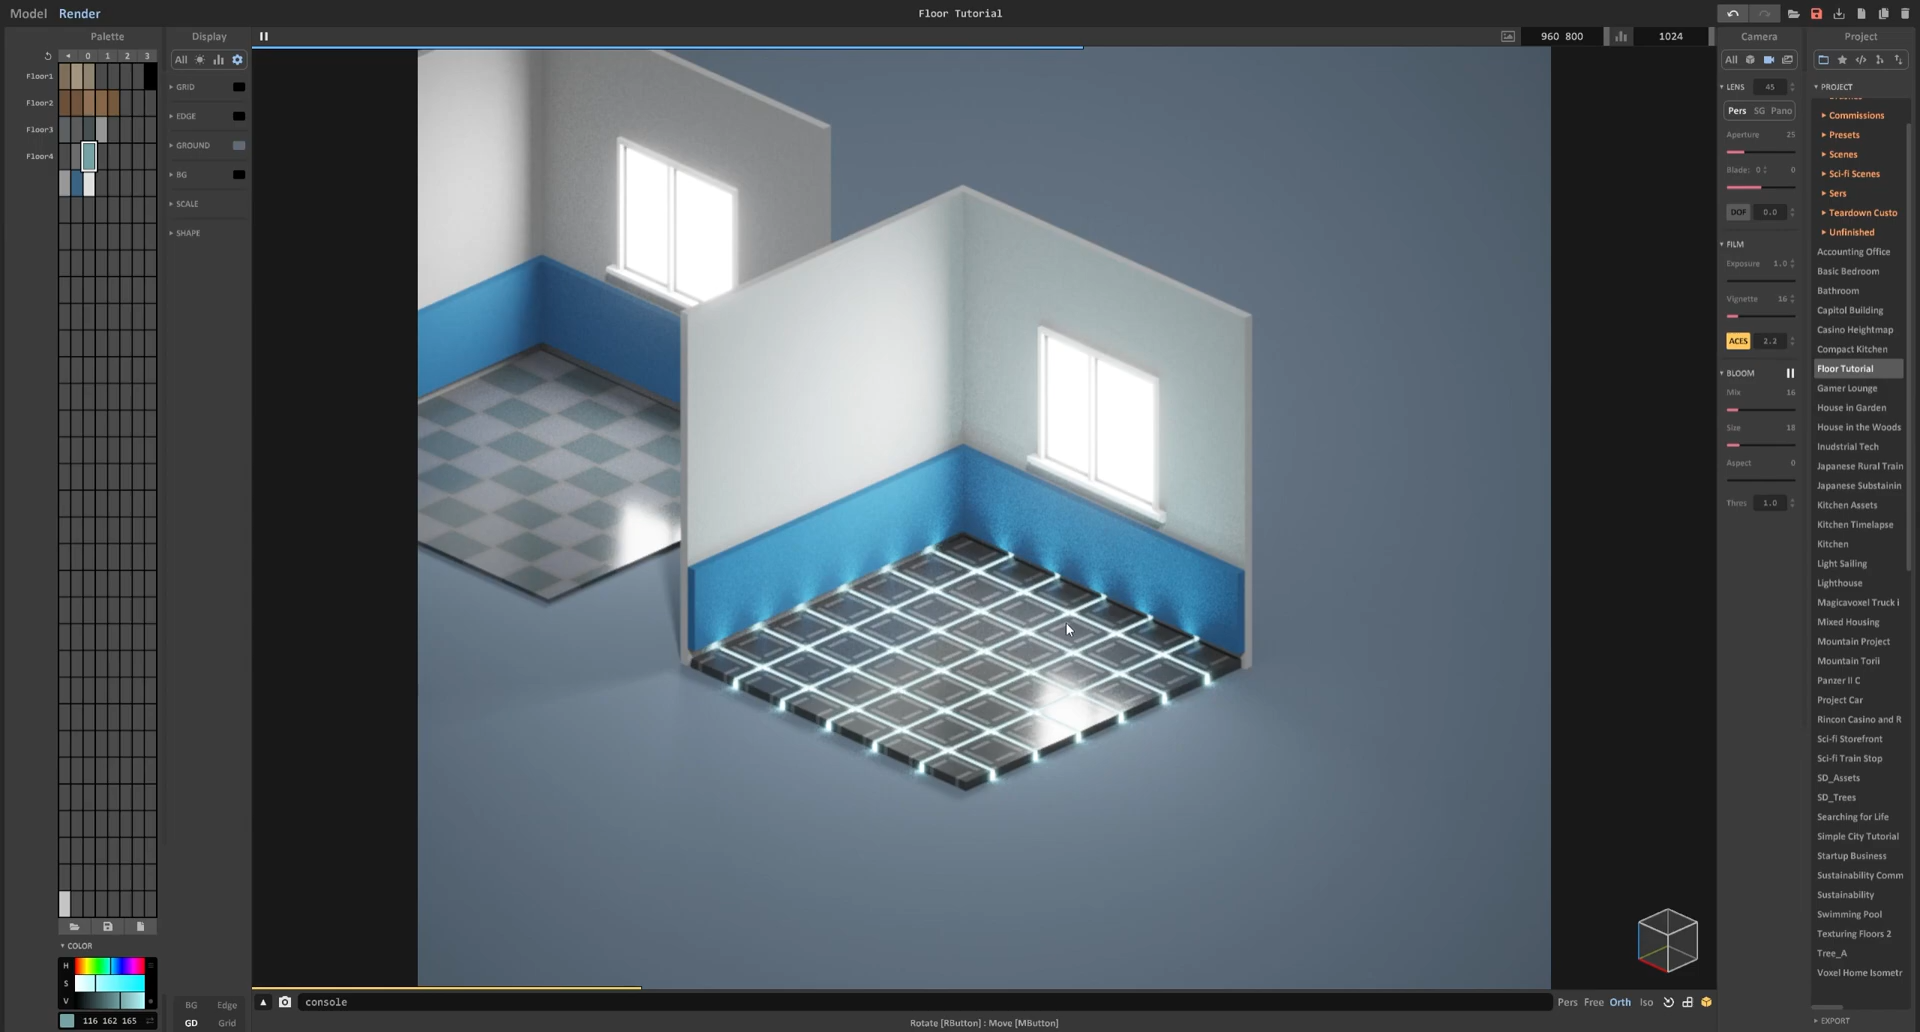 Model Render
Floor Tutorial
Palette
Display
960 800
1024
Camera
Project
0 1 2 3
Floor1
Floor2
Floor3
Floor4
All
GRID
EDGE
GROUND
BG
SCALE
SHAPE
All
LENS 45
Pers SG Pano
Aperture 25
Blade: 0 0
DOF 0.0
FILM
Exposure 1.0
Vignette 16
ACES 2.2
BLOOM
Mix 16
Size 18
Aspect 0
Thres 1.0
PROJECT
Commissions
Presets
Scenes
Sci-fi Scenes
Sers
Teardown Custo
Unfinished
Accounting Office
Basic Bedroom
Bathroom
Capitol Building
Casino Heightmap
Compact Kitchen
Floor Tutorial
Gamer Lounge
House in Garden
House in the Woods
Inudstrial Tech
Japanese Rural Train
Japanese Substainin
Kitchen Assets
Kitchen Timelapse
Kitchen
Light Sailing
Lighthouse
Magicavoxel Truck i
Mixed Housing
Mountain Project
Mountain Torii
Panzer II C
Project Car
Rincon Casino and R
Sci-fi Storefront
Sci-fi Train Stop
SD_Assets
SD_Trees
Searching for Life
Simple City Tutorial
Startup Business
Sustainability Comm
Sustainability
Swimming Pool
Texturing Floors 2
Tree_A
Voxel Home Isometr
EXPORT
COLOR
H
S
V
116 162 165
BG Edge
GD Grid
console
Pers Free Orth Iso
Rotate [RButton] : Move [MButton]